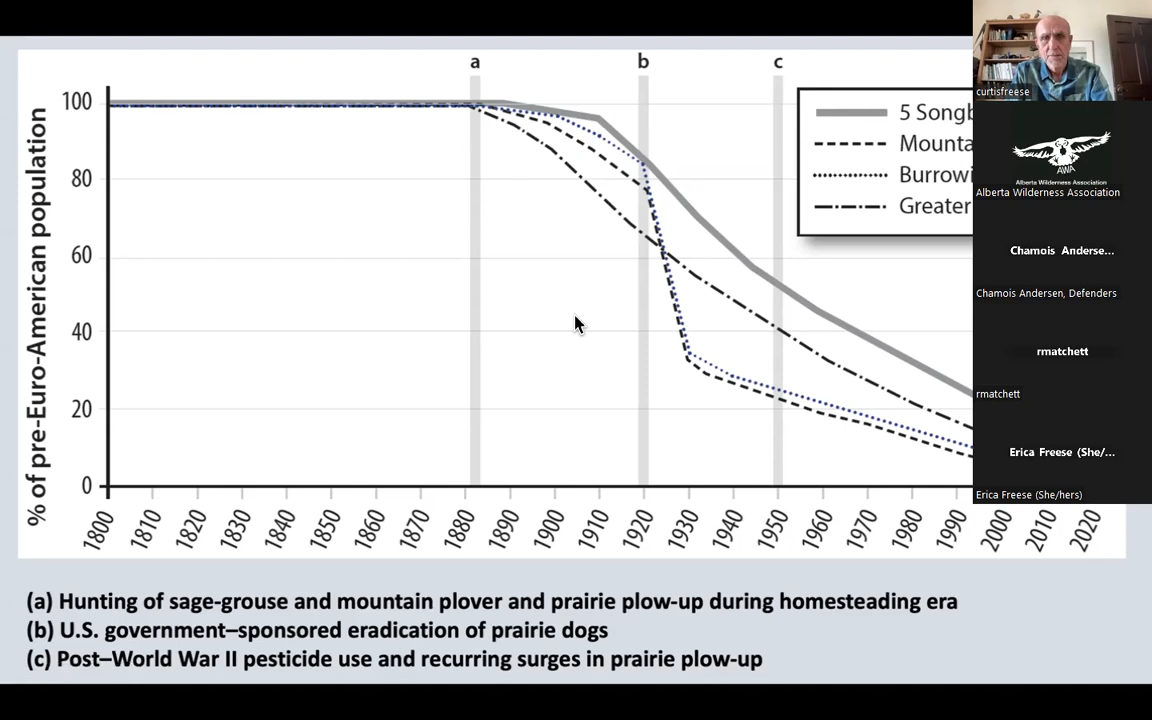 a b c
100
80
60
40
20
0
% of pre-Euro-American population
5 Songb
Mounta
Burrowi
Greater
1800 1810 1820 1830 1840 1850 1860 1870 1880 1890 1900 1910 1920 1930 1940 1950 1960 1970 1980 1990 2000 2010 2020
(a) Hunting of sage-grouse and mountain plover and prairie plow-up during homesteading era
(b) U.S. government–sponsored eradication of prairie dogs
(c) Post–World War II pesticide use and recurring surges in prairie plow-up
curtisfreese
AWA
Alberta Wilderness Association
Alberta Wilderness Association
Chamois Anderse...
Chamois Andersen, Defenders
rmatchett
rmatchett
Erica Freese (She/...
Erica Freese (She/hers)